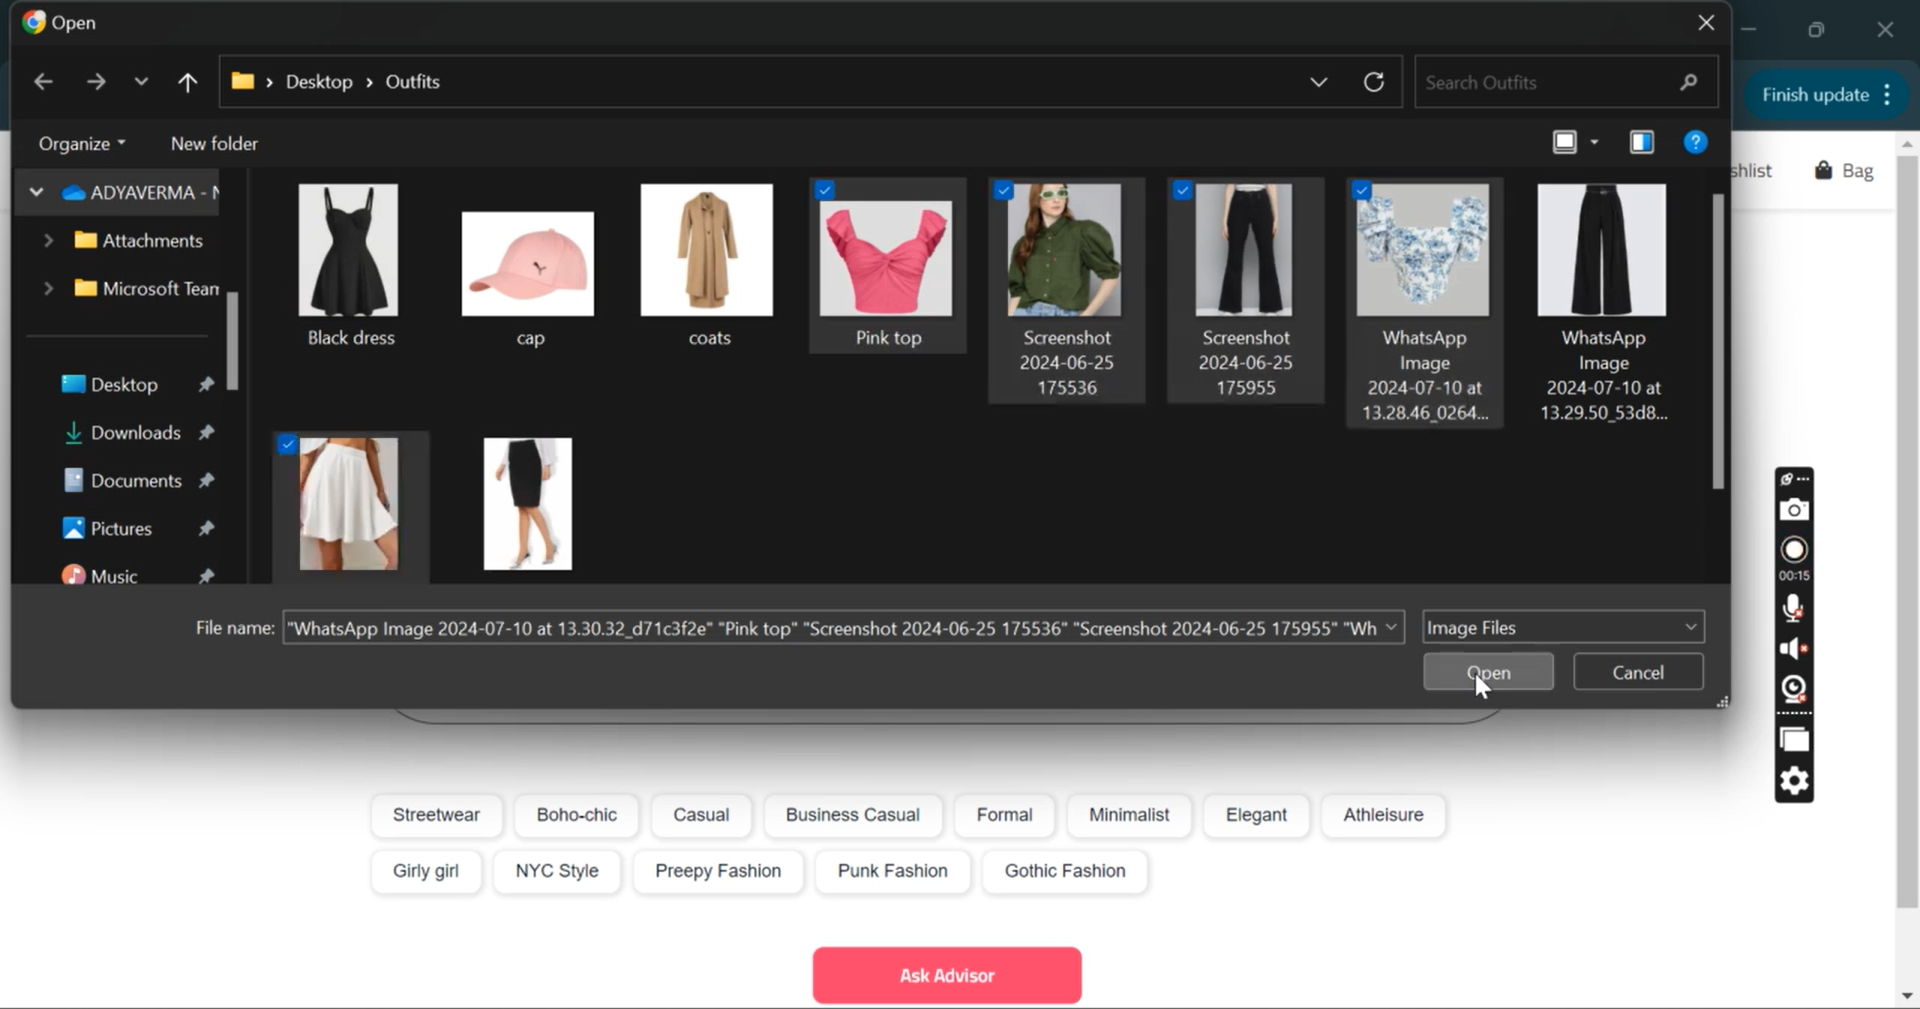 Open
Desktop > Outfits
Search Outfits
Finish update
Organize
New folder
?
shlist
Bag
ADYAVERMA - N
Attachments
Microsoft Team
Desktop
Downloads
Documents
Pictures
Music
Black dress
cap
coats
Pink top
Screenshot
2024-06-25
175536
Screenshot
2024-06-25
175955
WhatsApp
Image
2024-07-10 at
13.28.46_0264...
WhatsApp
Image
2024-07-10 at
13.29.50_53d8...
00:15
File name: "WhatsApp Image 2024-07-10 at 13.30.32_d71c3f2e" "Pink top" "Screenshot 2024-06-25 175536" "Screenshot 2024-06-25 175955" "Wh
Image Files
Open
Cancel
Streetwear
Boho-chic
Casual
Business Casual
Formal
Minimalist
Elegant
Athleisure
Girly girl
NYC Style
Preepy Fashion
Punk Fashion
Gothic Fashion
Ask Advisor